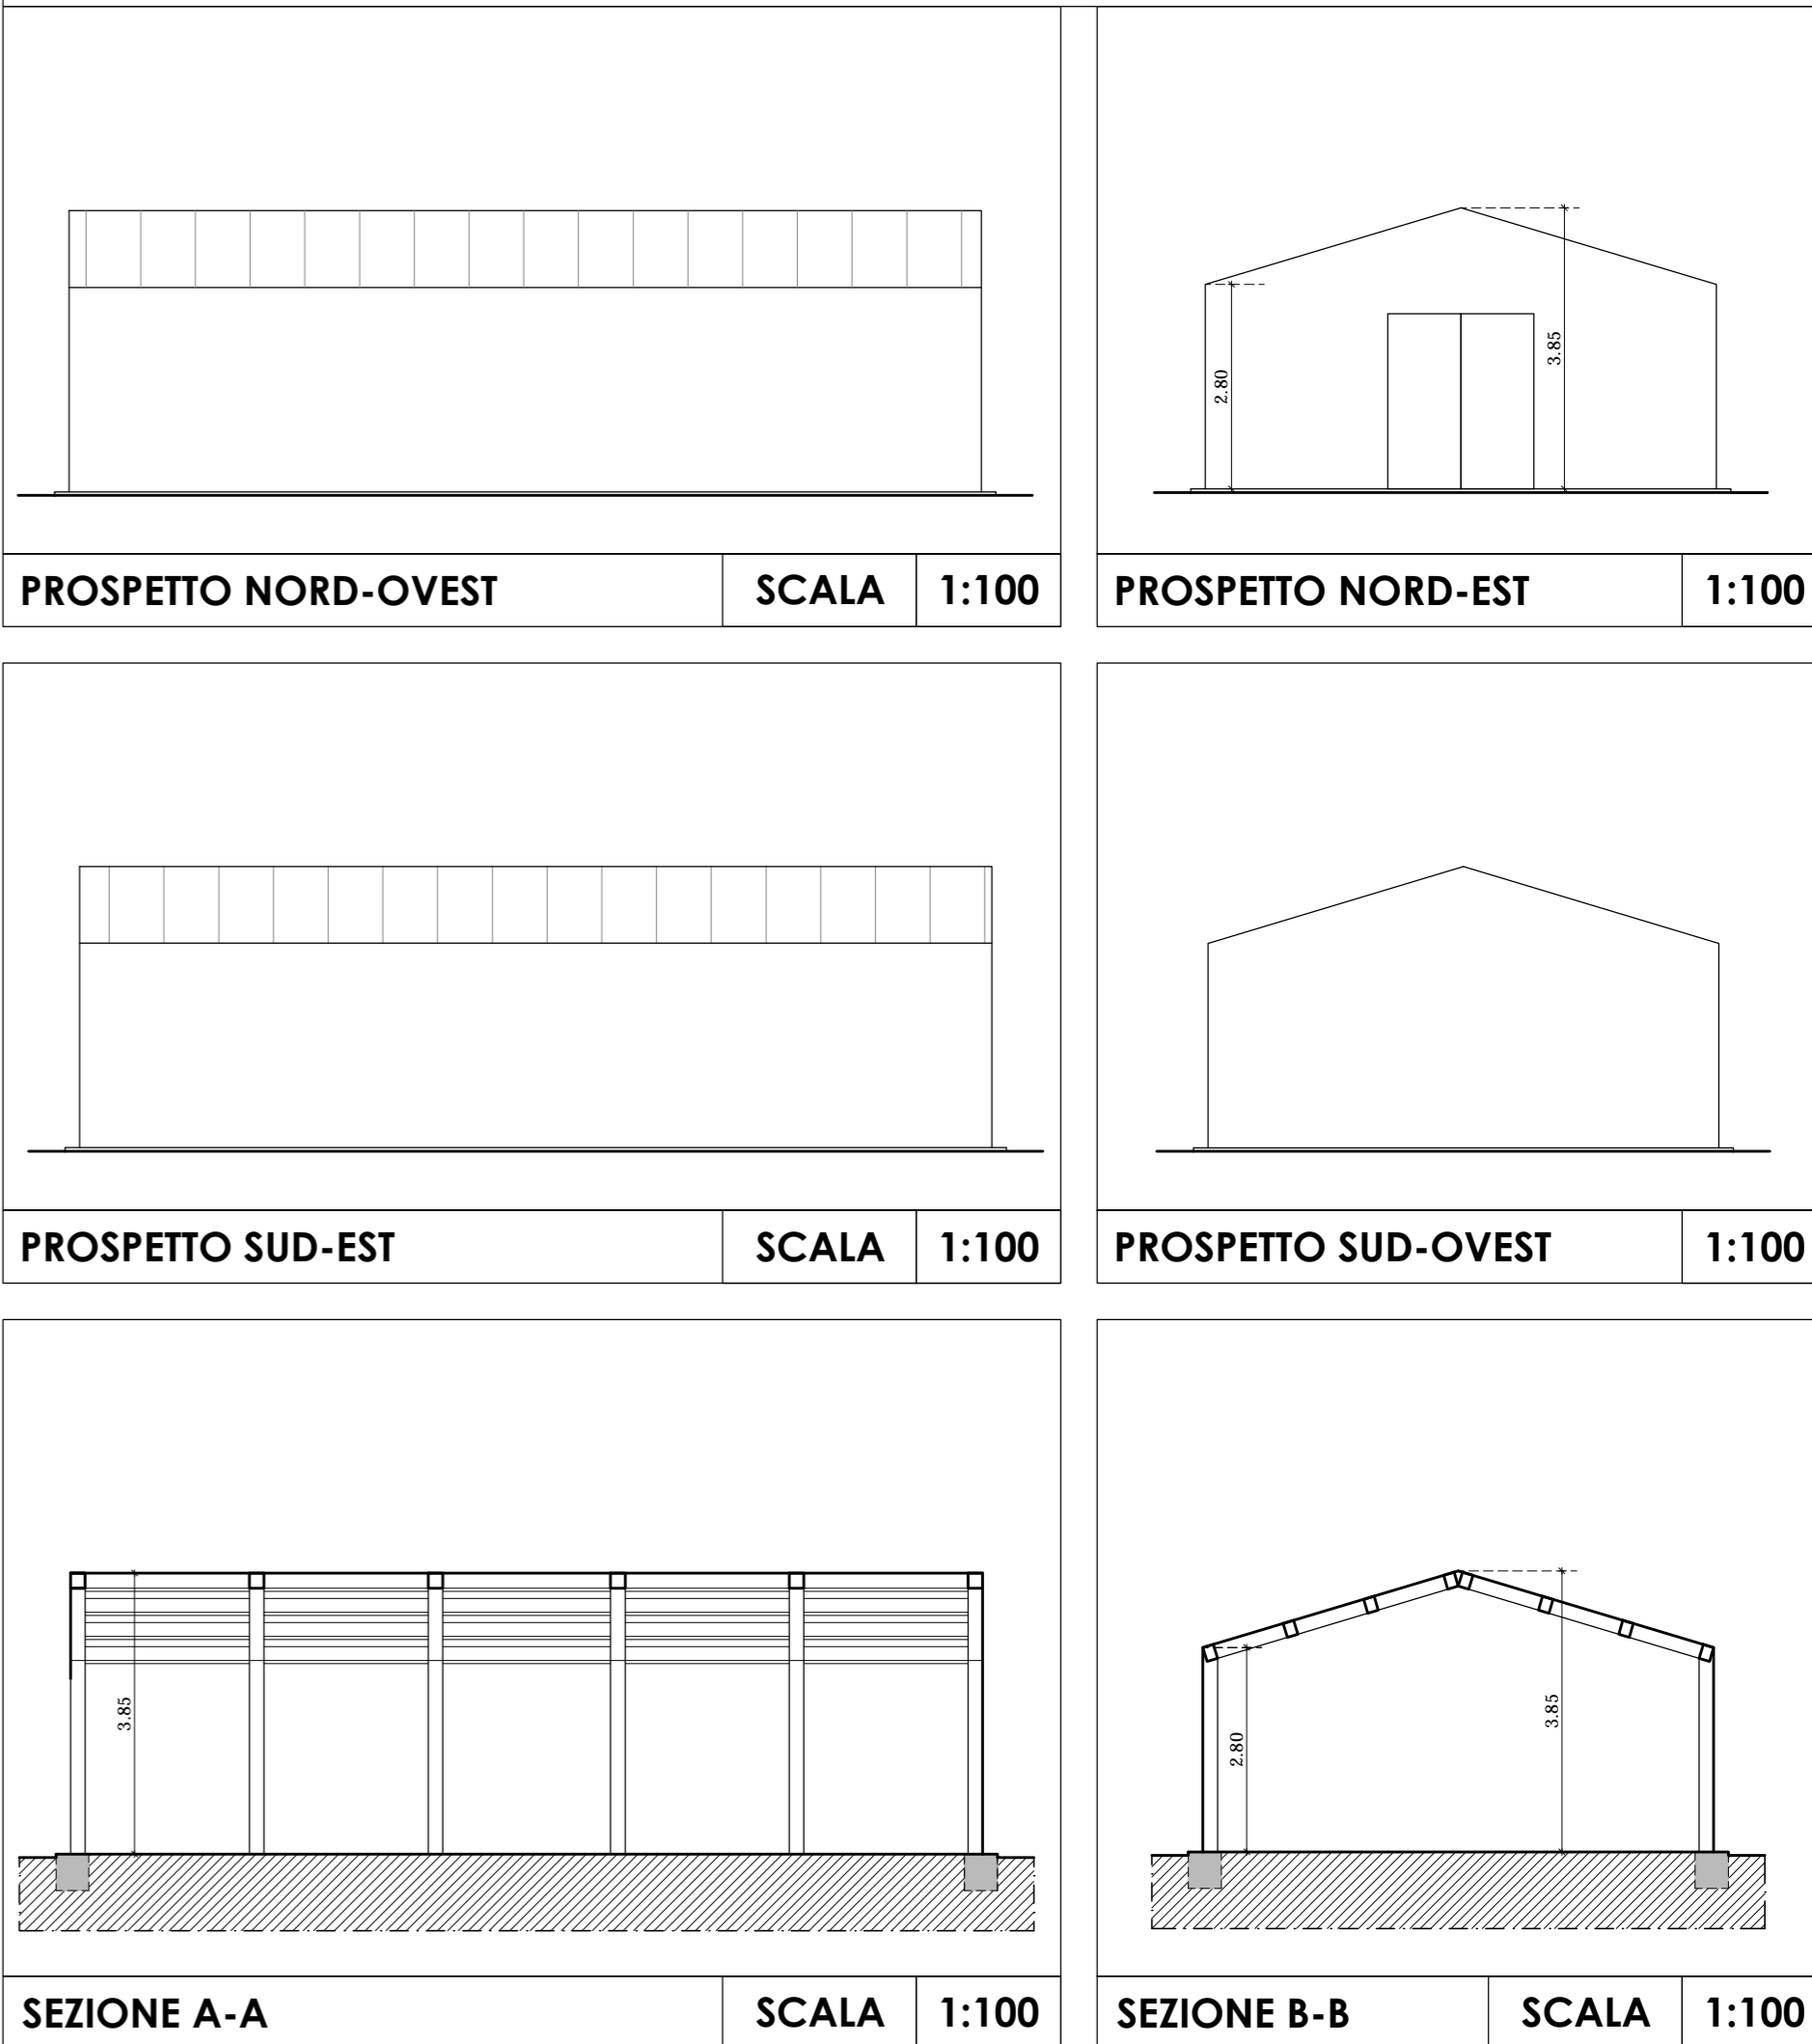 2.80
3.85
PROSPETTO NORD-OVEST SCALA 1:100
PROSPETTO NORD-EST 1:100
PROSPETTO SUD-EST SCALA 1:100
PROSPETTO SUD-OVEST 1:100
3.85
2.80
3.85
SEZIONE A-A SCALA 1:100
SEZIONE B-B SCALA 1:100